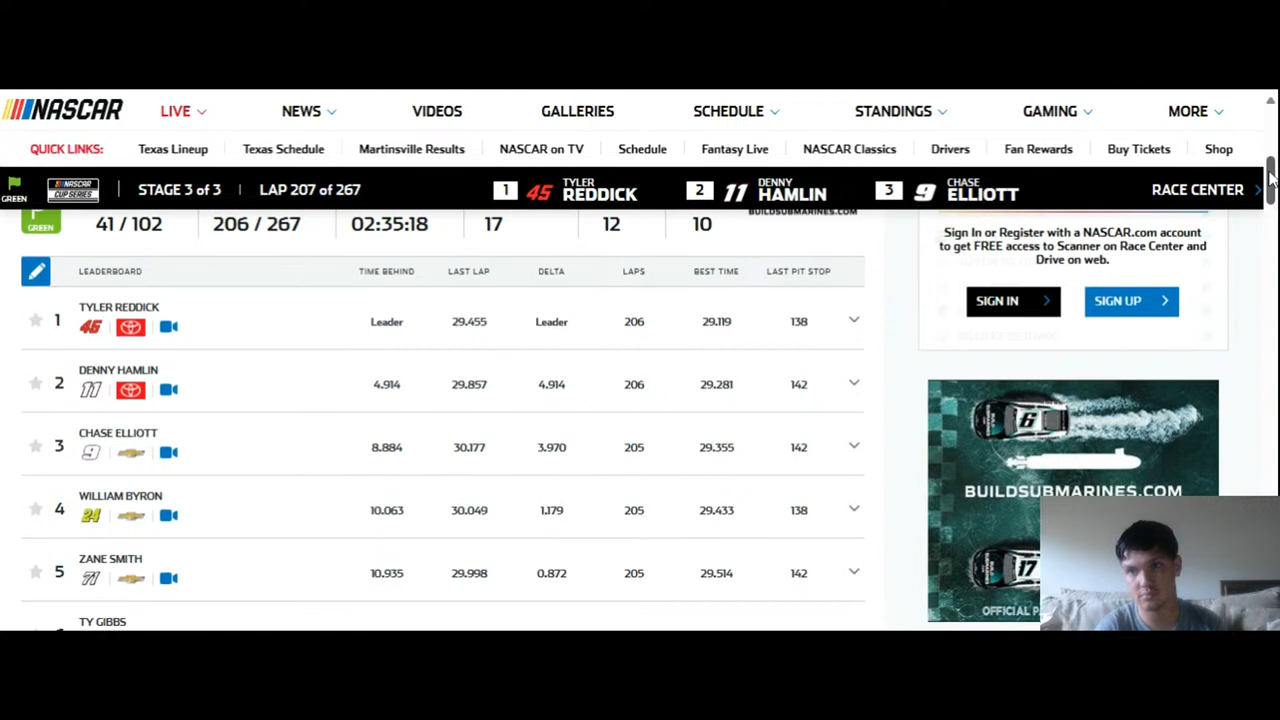 NASCAR LIVE NEWS VIDEOS GALLERIES SCHEDULE STANDINGS GAMING MORE
QUICK LINKS: Texas Lineup Texas Schedule Martinsville Results NASCAR on TV Schedule Fantasy Live NASCAR Classics Drivers Fan Rewards Buy Tickets Shop
GREEN NASCAR CUP SERIES STAGE 3 of 3 LAP 207 of 267 1 45 TYLER REDDICK 2 11 DENNY HAMLIN 3 9 CHASE ELLIOTT RACE CENTER
GREEN 41 / 102 206 / 267 02:35:18 17 12 10 BUILDSUBMARINES.COM
LEADERBOARD TIME BEHIND LAST LAP DELTA LAPS BEST TIME LAST PIT STOP
1 TYLER REDDICK 45 Leader 29.455 Leader 206 29.119 138
2 DENNY HAMLIN 11 4.914 29.857 4.914 206 29.281 142
3 CHASE ELLIOTT 9 8.884 30.177 3.970 205 29.355 142
4 WILLIAM BYRON 24 10.063 30.049 1.179 205 29.433 138
5 ZANE SMITH 71 10.935 29.998 0.872 205 29.514 142
TY GIBBS
Sign In or Register with a NASCAR.com account
to get FREE access to Scanner on Race Center and
Drive on web.
SIGN IN SIGN UP
6
BUILDSUBMARINES.COM
17
OFFICIAL